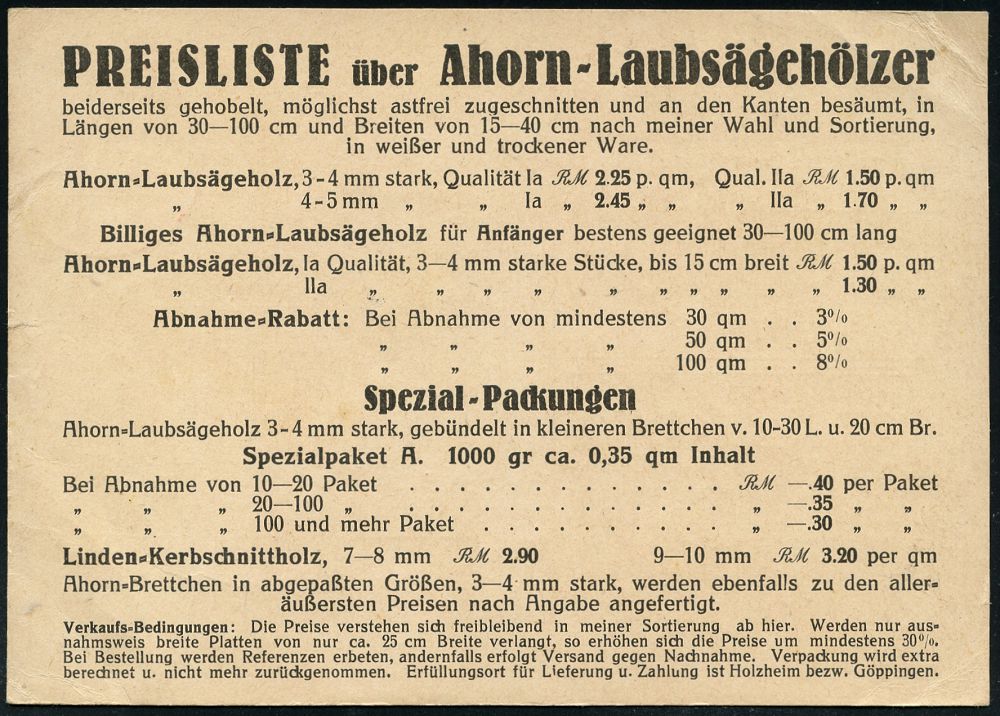 PREISLISTE über Ahorn-Laubsägehölzer
beiderseits gehobelt, möglichst astfrei zugeschnitten und an den Kanten besäumt, in
Längen von 30—100 cm und Breiten von 15—40 cm nach meiner Wahl und Sortierung,
in weißer und trockener Ware.
Ahorn=Laubsägeholz, 3-4 mm stark, Qualität Ia RM 2.25 p. qm, Qual. IIa RM 1.50 p. qm
„ 4-5 mm „ „ Ia „ 2.45 „ „ „ IIa „ 1.70 „ „
Billiges Ahorn=Laubsägeholz für Anfänger bestens geeignet 30—100 cm lang
Ahorn=Laubsägeholz, Ia Qualität, 3—4 mm starke Stücke, bis 15 cm breit RM 1.50 p. qm
„ IIa „ „ „ „ „ „ „ „ „ „ 1.30 „ „
Abnahme=Rabatt: Bei Abnahme von mindestens 30 qm . . 3%
„ „ „ „ 50 qm . . 5%
„ „ „ „ 100 qm . . 8%
Spezial-Packungen
Ahorn=Laubsägeholz 3-4 mm stark, gebündelt in kleineren Brettchen v. 10-30 L. u. 20 cm Br.
Spezialpaket A. 1000 gr ca. 0,35 qm Inhalt
Bei Abnahme von 10—20 Paket . . . . . . . . . . . . . RM —.40 per Paket
„ „ „ 20—100 „ . . . . . . . . . . . . . „ —.35 „ „
„ „ „ 100 und mehr Paket . . . . . . . . . . „ —.30 „ „
Linden=Kerbschnittholz, 7—8 mm RM 2.90 9—10 mm RM 3.20 per qm
Ahorn=Brettchen in abgepaßten Größen, 3—4 mm stark, werden ebenfalls zu den aller=
äußersten Preisen nach Angabe angefertigt.
Verkaufs=Bedingungen: Die Preise verstehen sich freibleibend in meiner Sortierung ab hier. Werden nur aus=
nahmsweis breite Platten von nur ca. 25 cm Breite verlangt, so erhöhen sich die Preise um mindestens 30%.
Bei Bestellung werden Referenzen erbeten, andernfalls erfolgt Versand gegen Nachnahme. Verpackung wird extra
berechnet u. nicht mehr zurückgenommen. Erfüllungsort für Lieferung u. Zahlung ist Holzheim bezw. Göppingen.